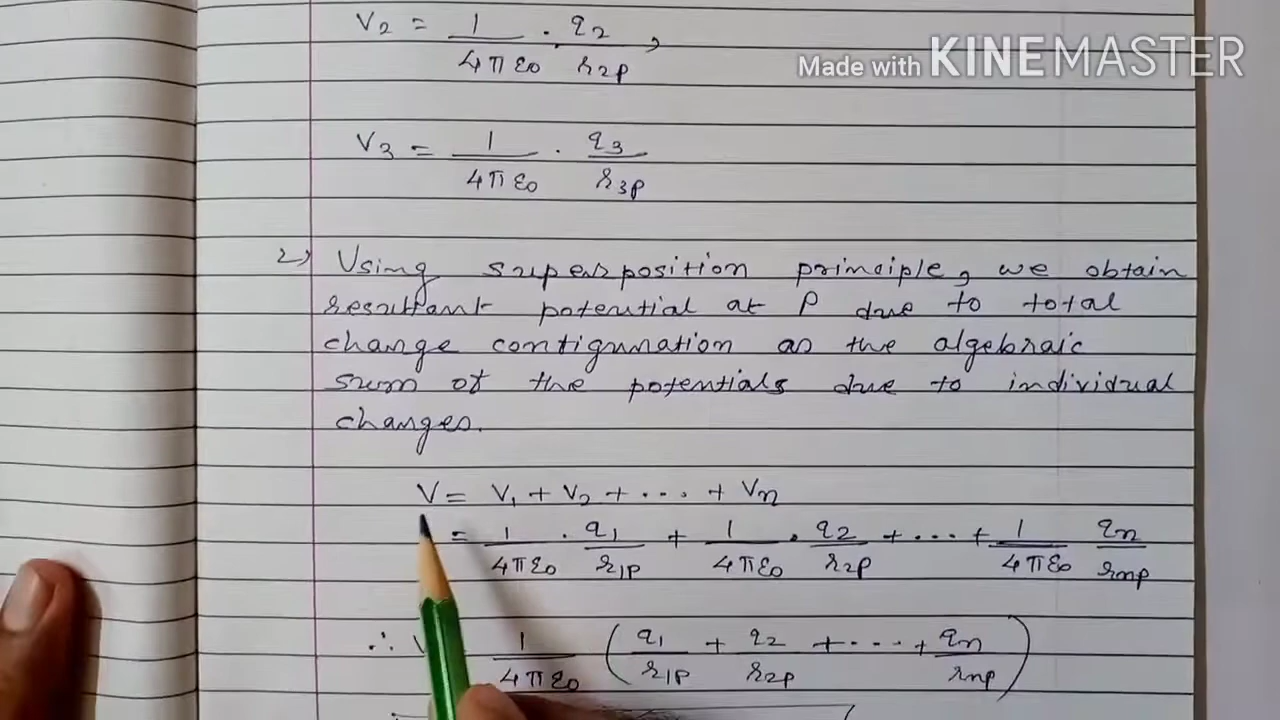 V₂ = 1/4πε₀ · q₂/r₂ₚ,
Made with KINEMASTER
V₃ = 1/4πε₀ · q₃/r₃ₚ
2) Using superposition principle, we obtain
resultant potential at P due to total
charge configuration as the algebraic
sum of the potentials due to individual
charges.
V = V₁ + V₂ + ... + Vₙ
= 1/4πε₀ · q₁/r₁ₚ + 1/4πε₀ · q₂/r₂ₚ + ... + 1/4πε₀ qₙ/rₙₚ
∴ 1/4πε₀ (q₁/r₁ₚ + q₂/r₂ₚ + ... + qₙ/rₙₚ)